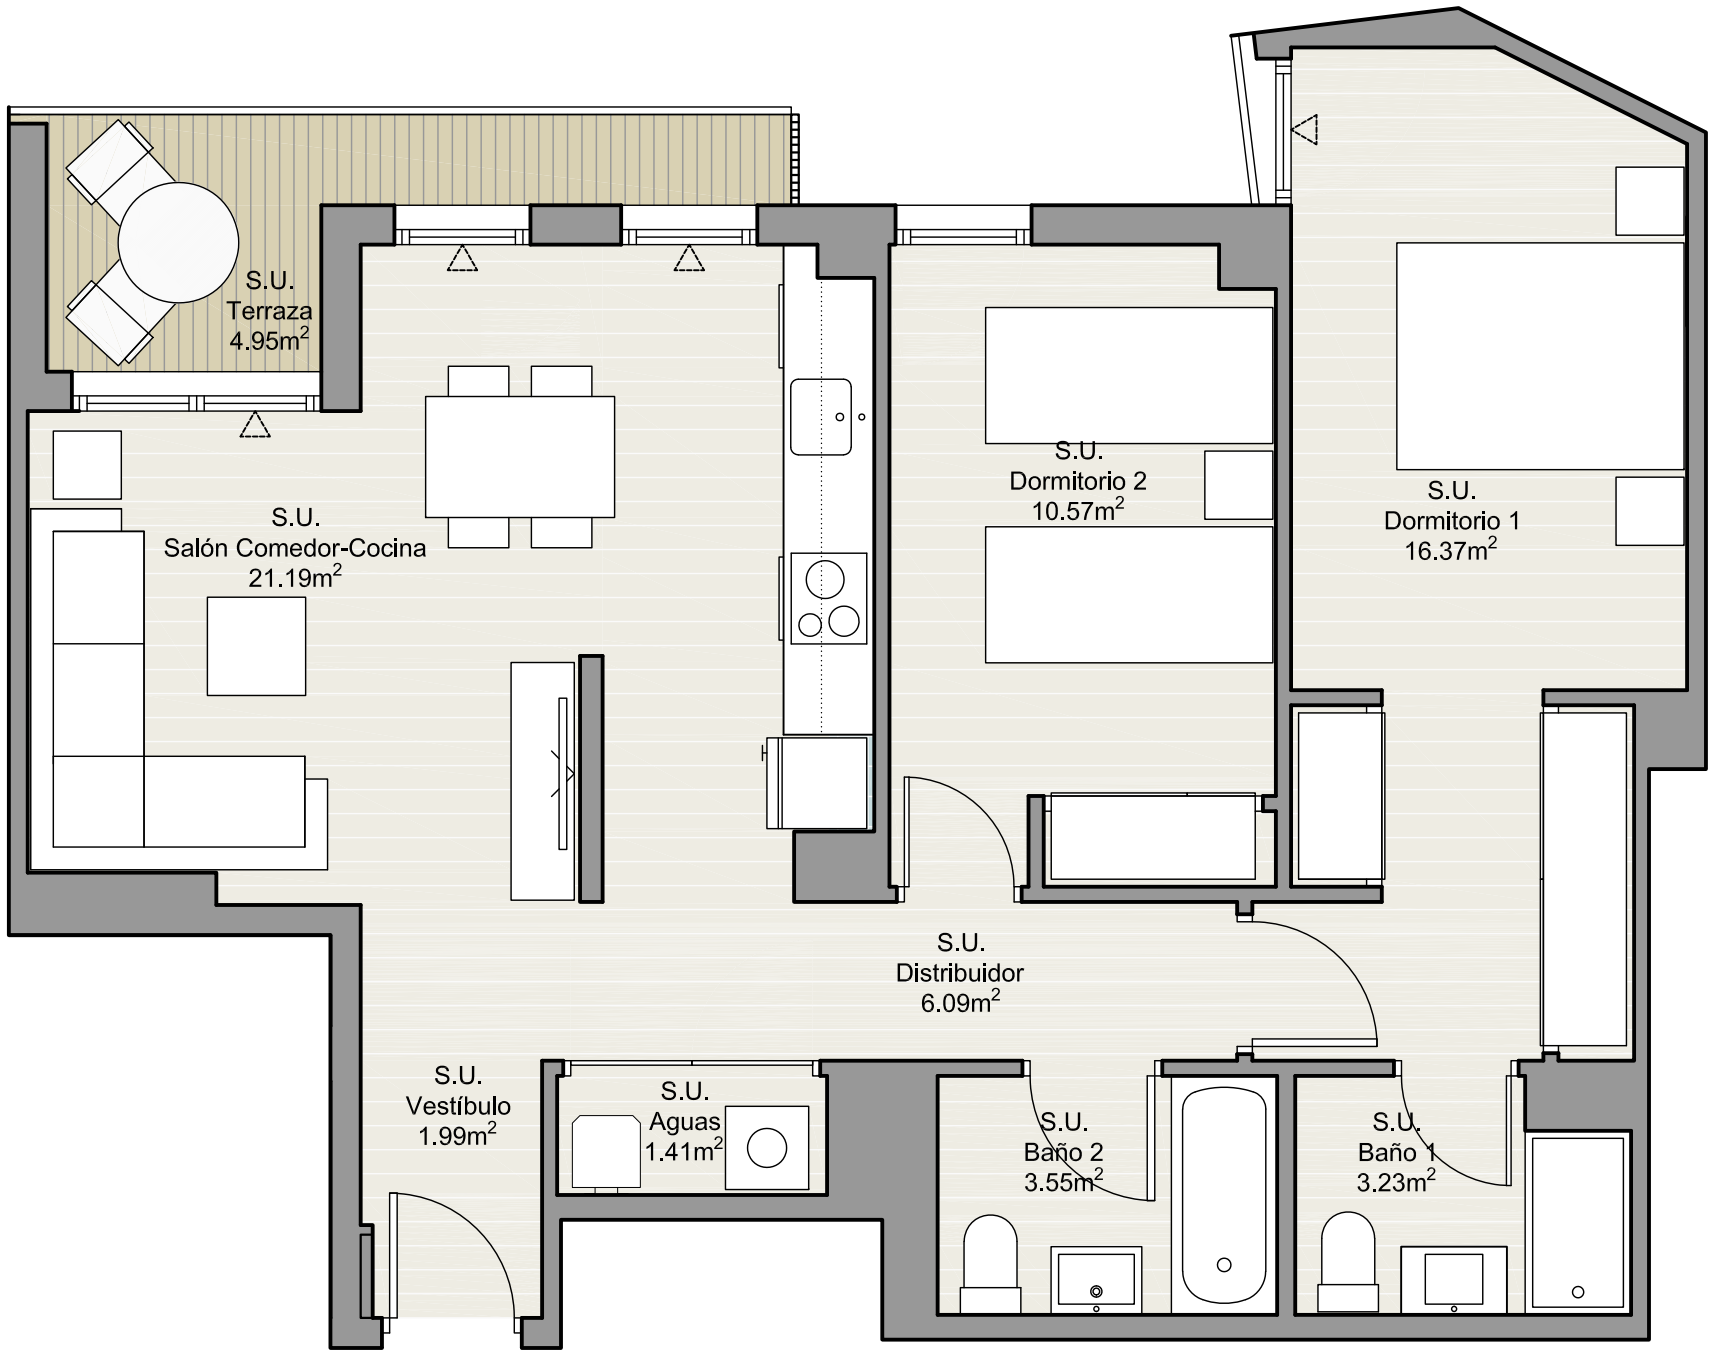 S.U.
Terraza
4.95m²
S.U.
Salón Comedor-Cocina
21.19m²
S.U.
Dormitorio 2
10.57m²
S.U.
Dormitorio 1
16.37m²
S.U.
Distribuidor
6.09m²
S.U.
Vestíbulo
1.99m²
S.U.
Aguas
1.41m²
S.U.
Baño 2
3.55m²
S.U.
Baño 1
3.23m²